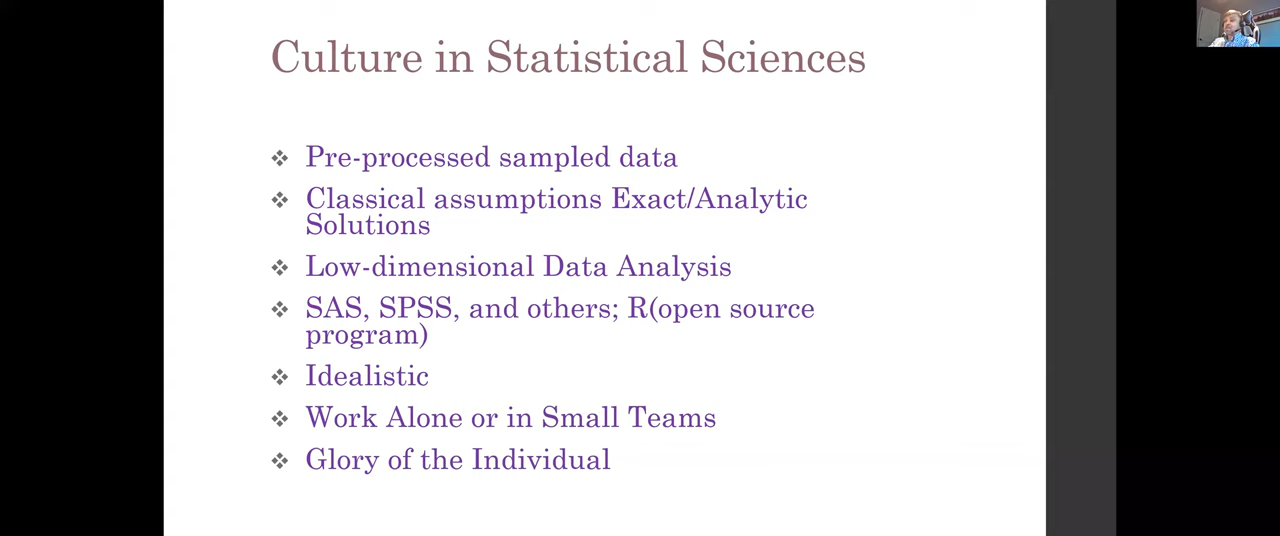 Culture in Statistical Sciences
Pre-processed sampled data
Classical assumptions Exact/Analytic
Solutions
Low-dimensional Data Analysis
SAS, SPSS, and others; R(open source
program)
Idealistic
Work Alone or in Small Teams
Glory of the Individual